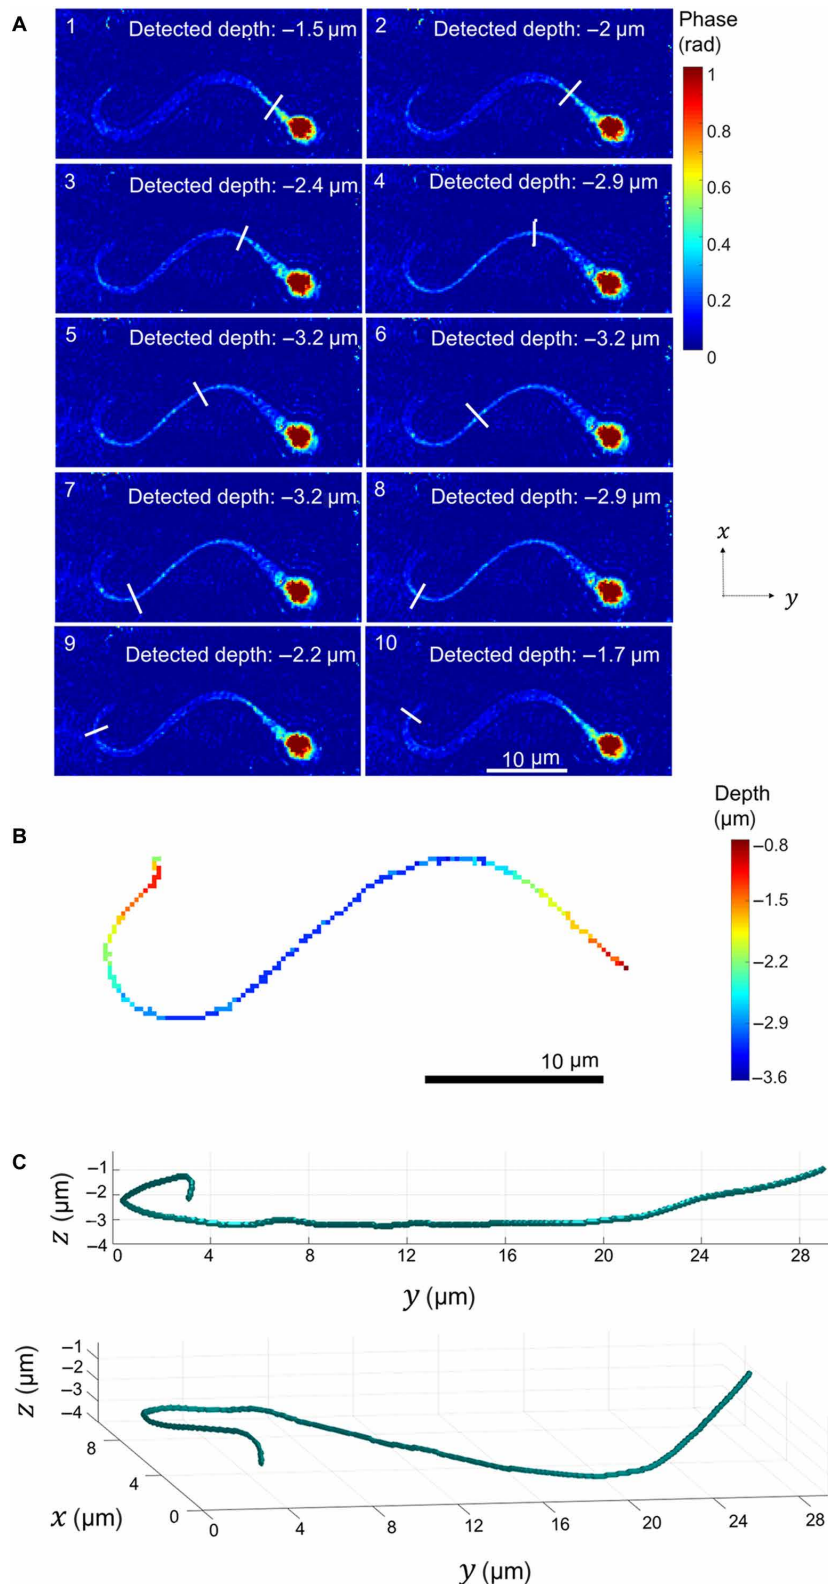 A
1 Detected depth: –1.5 µm
2 Detected depth: –2 µm
Phase
(rad)
1
0.8
0.6
0.4
0.2
0
3 Detected depth: –2.4 µm
4 Detected depth: –2.9 µm
5 Detected depth: –3.2 µm
6 Detected depth: –3.2 µm
7 Detected depth: –3.2 µm
8 Detected depth: –2.9 µm
x
y
9 Detected depth: –2.2 µm
10 Detected depth: –1.7 µm
10 µm
B
Depth
(µm)
–0.8
–1.5
–2.2
–2.9
–3.6
10 µm
C
z (µm)
–1
–2
–3
–4
0 4 8 12 16 20 24 28
y (µm)
z (µm)
–1
–2
–3
–4
8
4
0
x (µm)
0 4 8 12 16 20 24 28
y (µm)